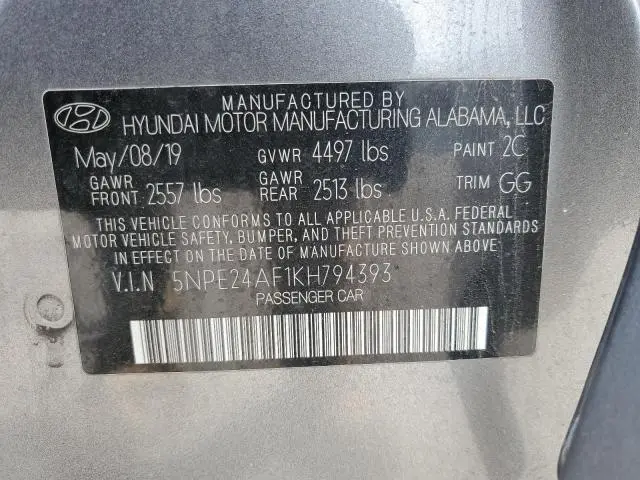 MANUFACTURED BY
HYUNDAI MOTOR MANUFACTURING ALABAMA, LLC
May/08/19 GVWR 4497 lbs PAINT 2C
GAWR FRONT 2557 lbs GAWR REAR 2513 lbs TRIM GG
THIS VEHICLE CONFORMS TO ALL APPLICABLE U.S.A. FEDERAL
MOTOR VEHICLE SAFETY, BUMPER, AND THEFT PREVENTION STANDARDS
IN EFFECT ON THE DATE OF MANUFACTURE SHOWN ABOVE.
V.I.N 5NPE24AF1KH794393
PASSENGER CAR